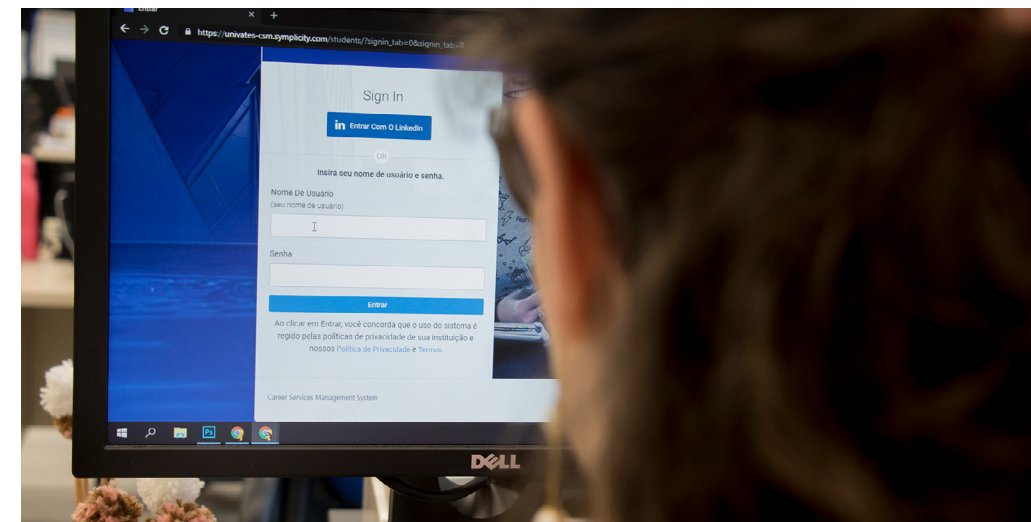 Entrar
https://univates-csm.symplicity.com/students/?signin_tab=0&signin_tab=0
Sign In
in Entrar Com O LinkedIn
OR
Insira seu nome de usuário e senha.
Nome De Usuário
(seu nome de usuário)
Senha
Entrar
Ao clicar em Entrar, você concorda que o uso do sistema é
regido pelas políticas de privacidade de sua instituição e
nossos Política de Privacidade e Termos
Career Services Management System
Ps
DELL